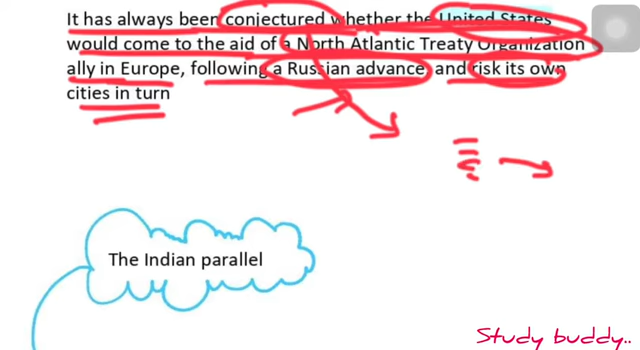 It has always been conjectured whether the United States
would come to the aid of a North Atlantic Treaty Organization
ally in Europe, following a Russian advance and risk its own
cities in turn
The Indian parallel
Study buddy..